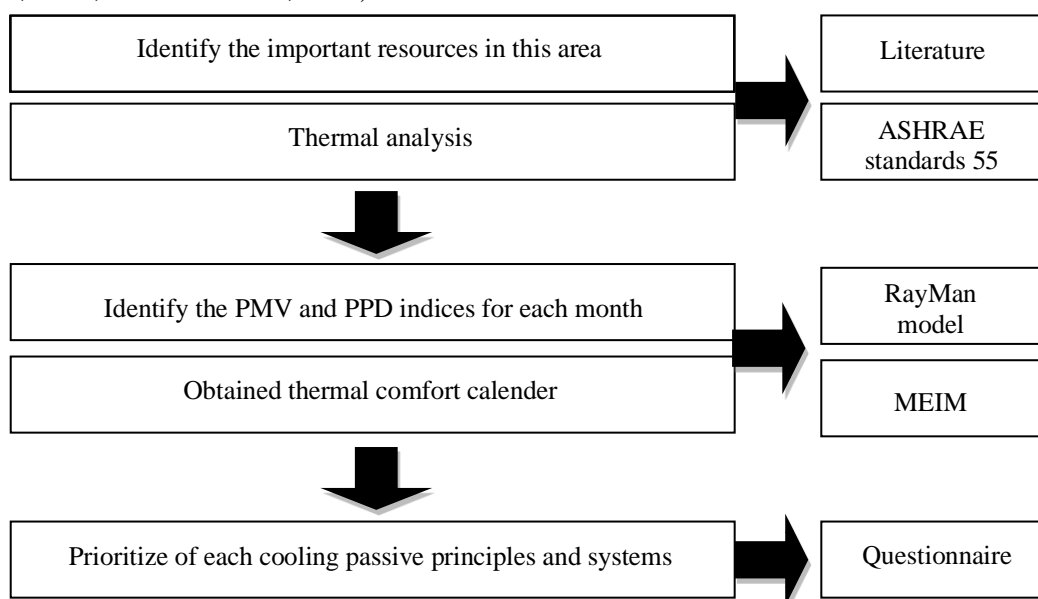 Identify the important resources in this area
Literature
Thermal analysis
ASHRAE
standards 55
Identify the PMV and PPD indices for each month
RayMan
model
Obtained thermal comfort calender
MEIM
Prioritize of each cooling passive principles and systems
Questionnaire